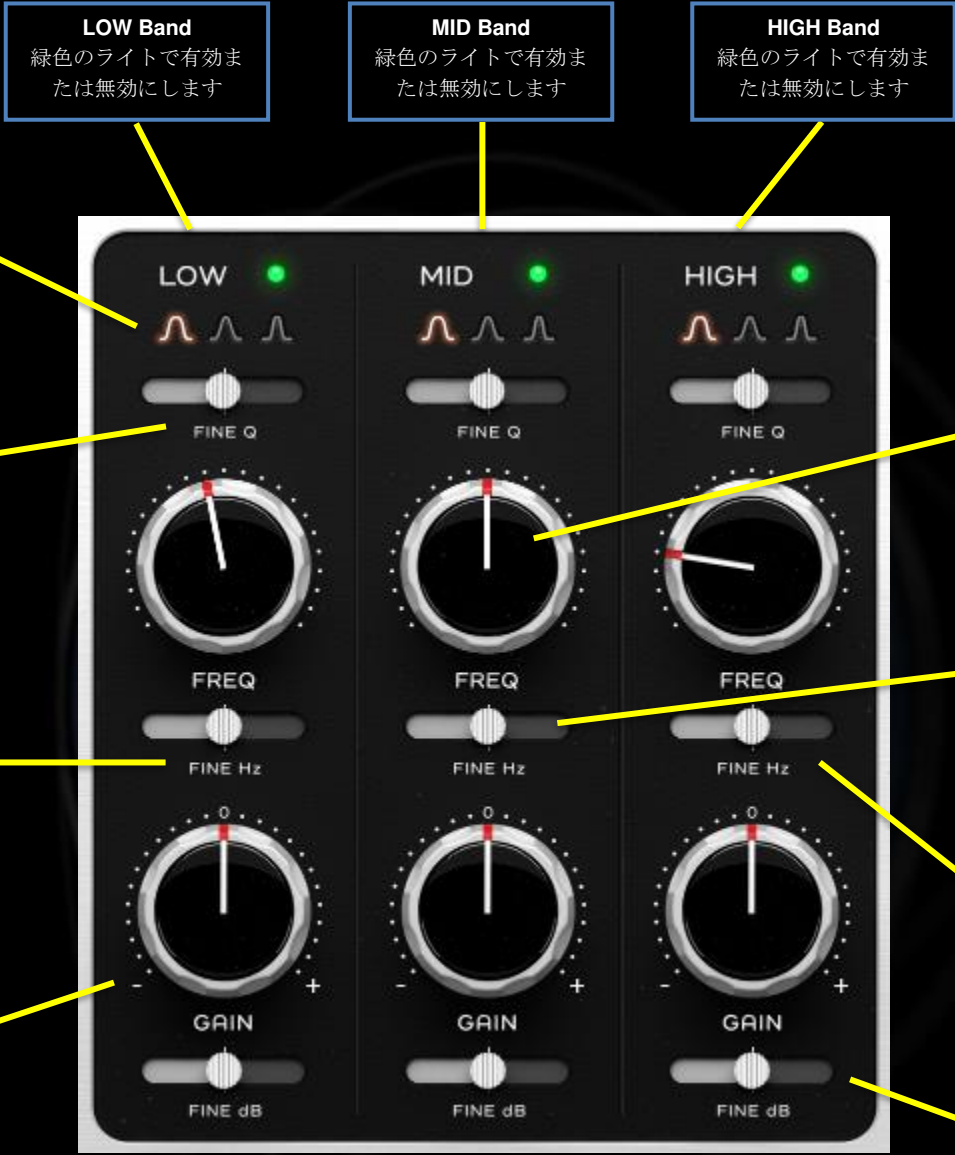 LOW Band
緑色のライトで有効ま
たは無効にします
MID Band
緑色のライトで有効ま
たは無効にします
HIGH Band
緑色のライトで有効ま
たは無効にします
LOW
MID
HIGH
FINE Q
FINE Q
FINE Q
FREQ
FREQ
FREQ
FINE Hz
FINE Hz
FINE Hz
0
0
0
- +
- +
- +
GAIN
GAIN
GAIN
FINE dB
FINE dB
FINE dB